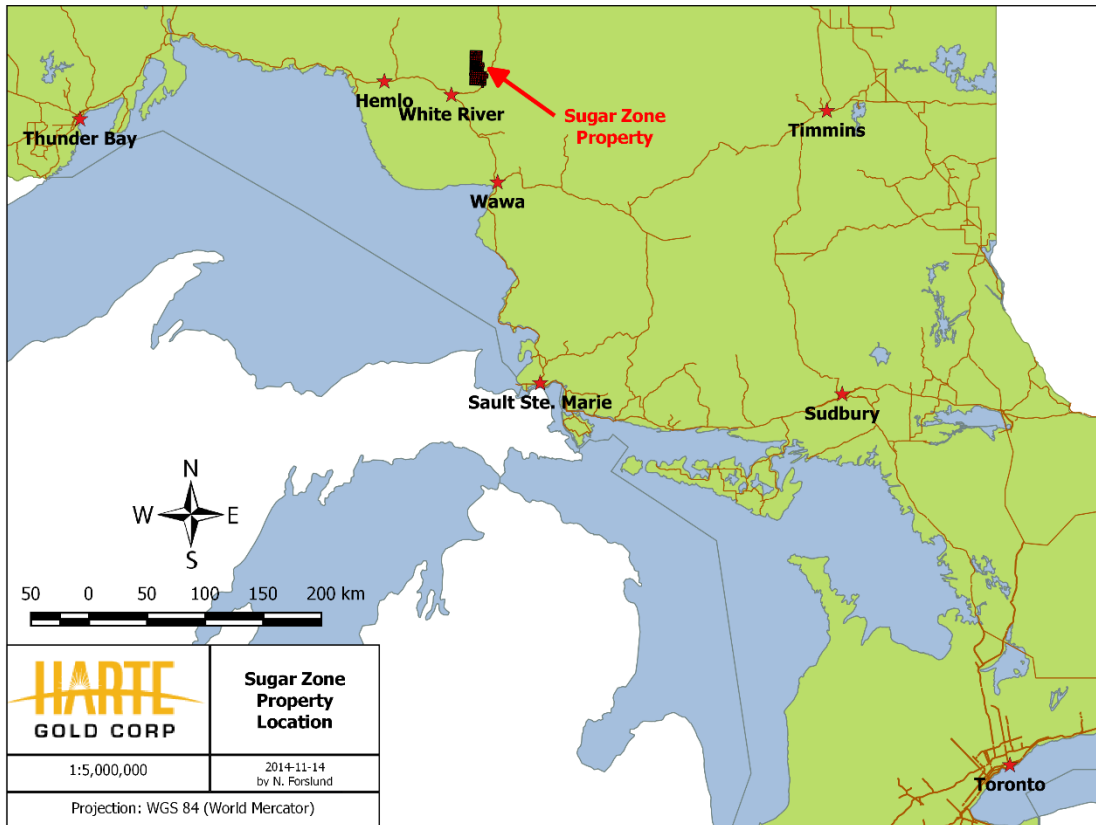 Hemlo
White River
Thunder Bay
Sugar Zone
Property
Timmins
Wawa
Sault Ste. Marie
Sudbury
N
W E
S
50 0 50 100 150 200 km
HARTE
GOLD CORP
Sugar Zone
Property
Location
1:5,000,000
2014-11-14
by N. Forslund
Projection: WGS 84 (World Mercator)
Toronto